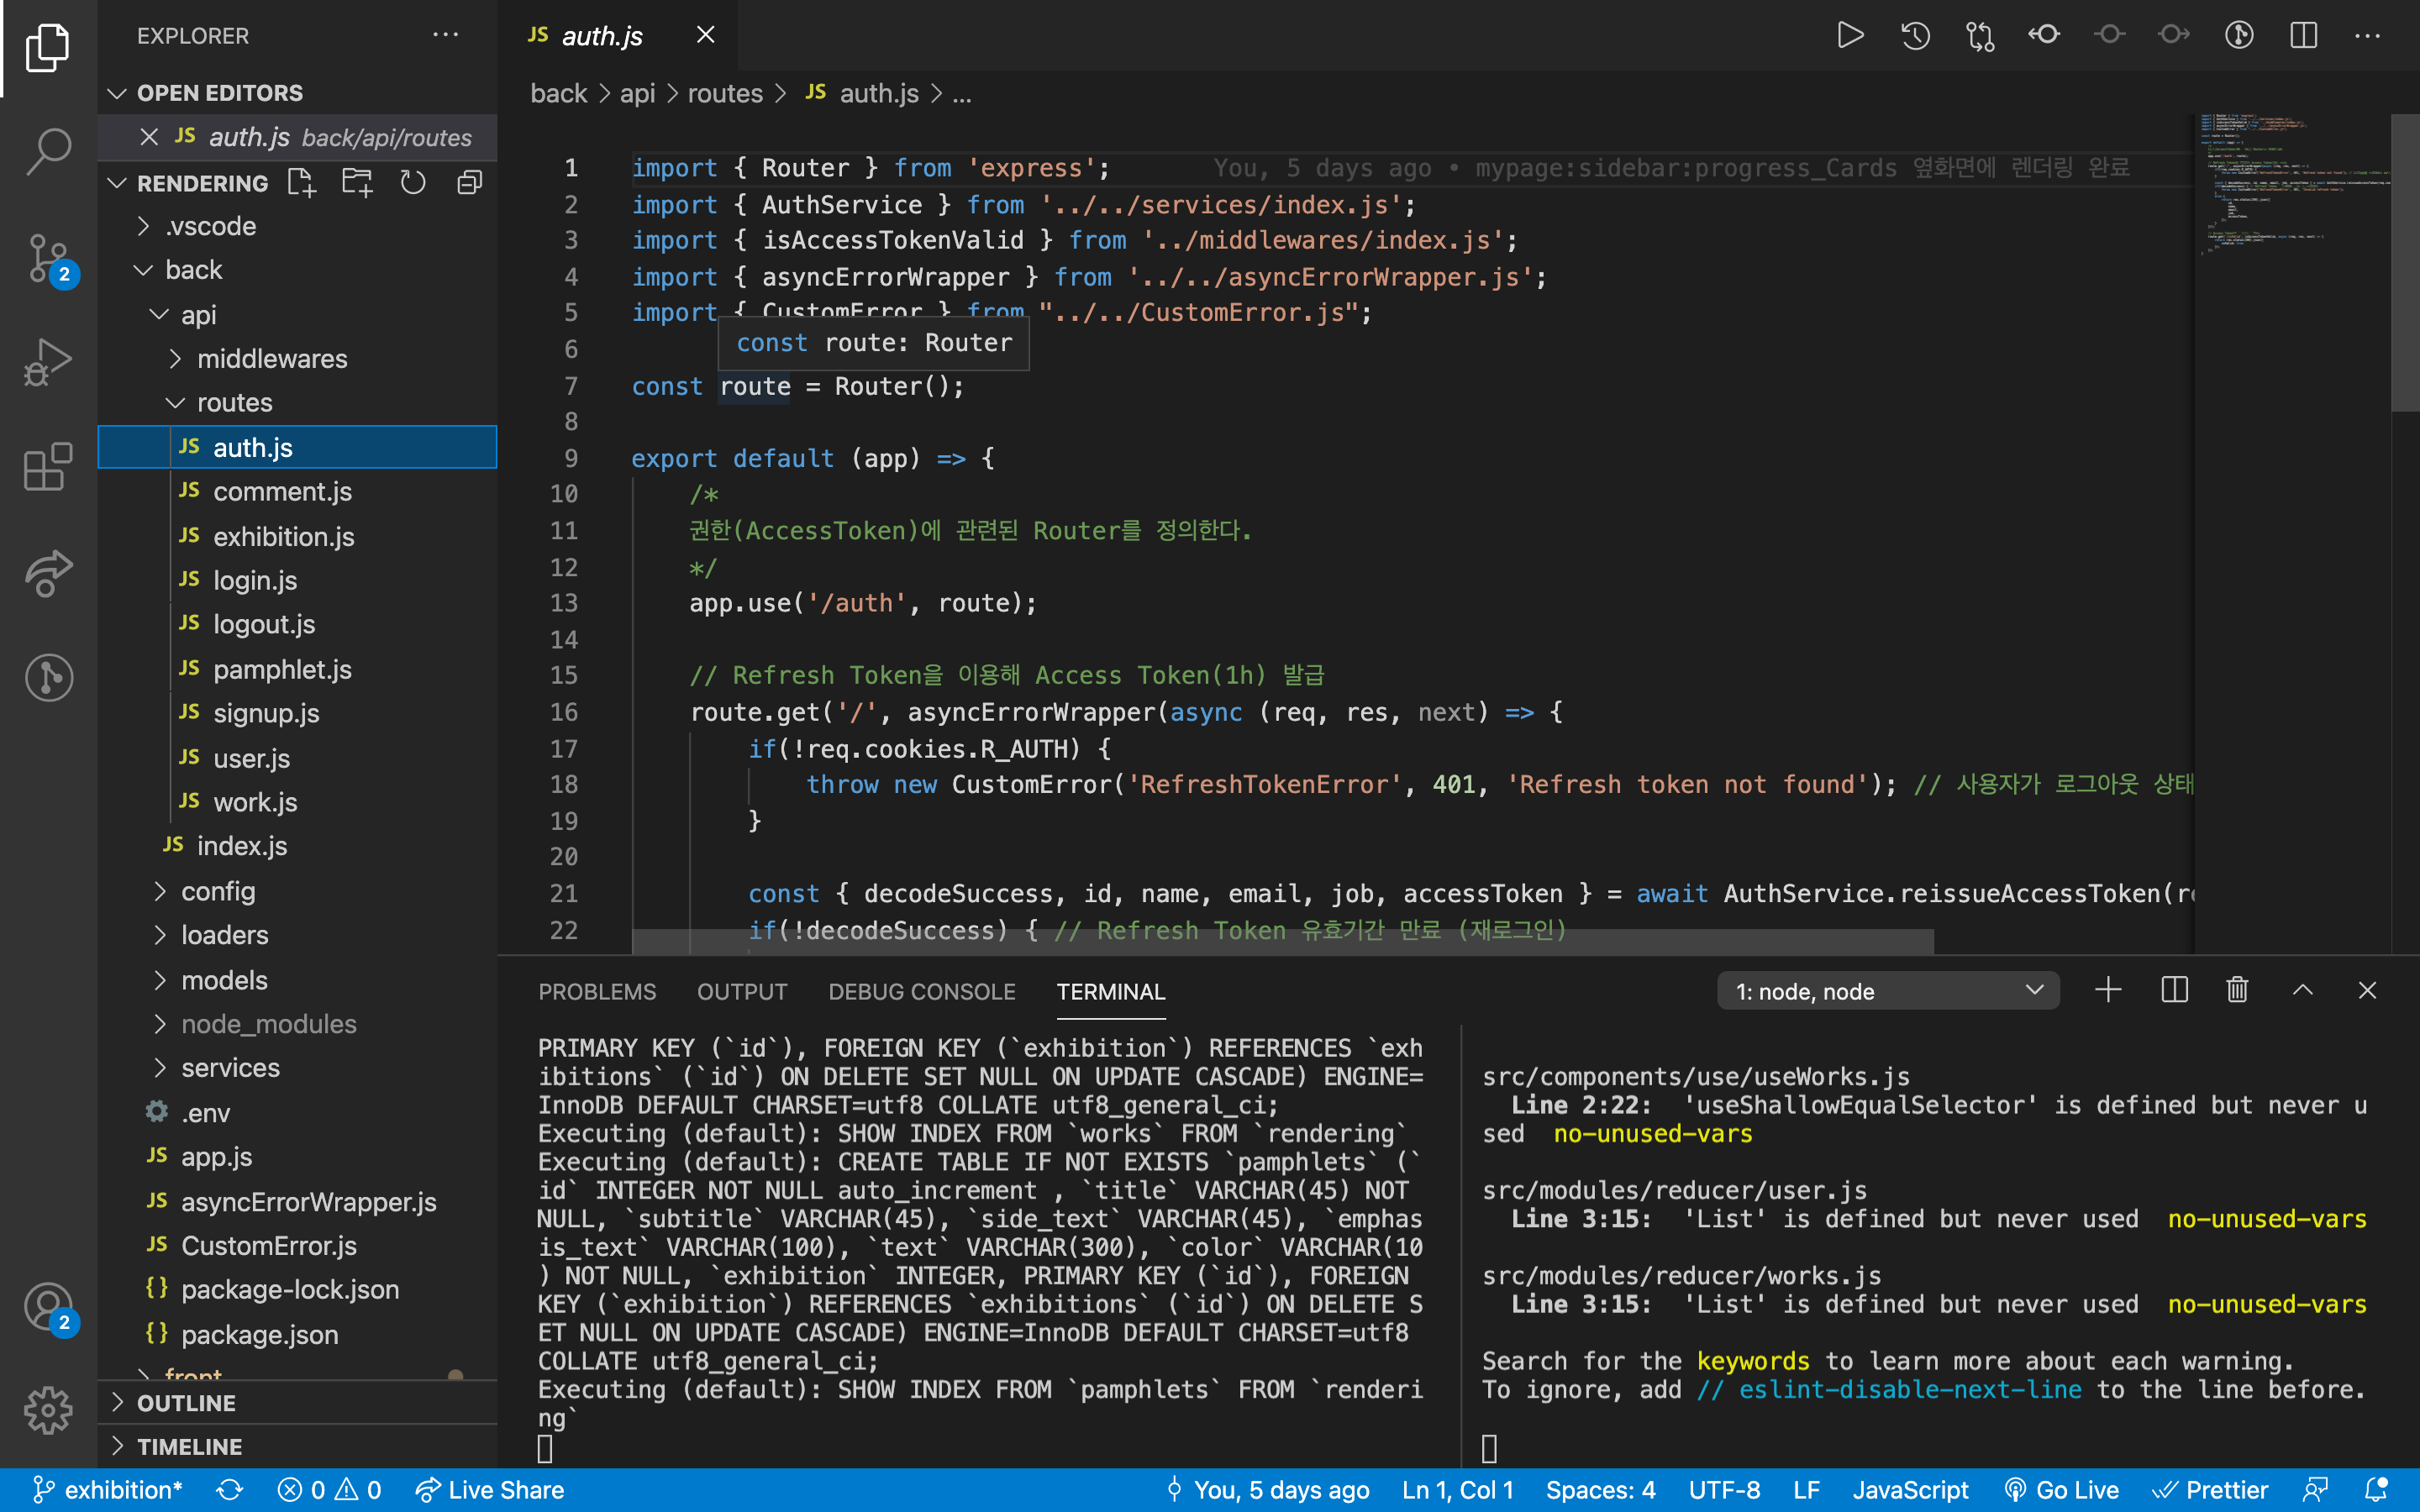 EXPLORER
OPEN EDITORS
JS auth.js back/api/routes
RENDERING
.vscode
back
api
middlewares
routes
JS auth.js
JS comment.js
JS exhibition.js
JS login.js
JS logout.js
JS pamphlet.js
JS signup.js
JS user.js
JS work.js
JS index.js
config
loaders
models
node_modules
services
.env
JS app.js
JS asyncErrorWrapper.js
JS CustomError.js
{} package-lock.json
{} package.json
front
OUTLINE
TIMELINE
2
2
JS auth.js
back > api > routes > JS auth.js > ...
1 import { Router } from 'express'; You, 5 days ago • mypage:sidebar:progress_Cards 옆화면에 렌더링 완료
2 import { AuthService } from '../../services/index.js';
3 import { isAccessTokenValid } from '../middlewares/index.js';
4 import { asyncErrorWrapper } from '../../asyncErrorWrapper.js';
5 import { CustomError } from "../../CustomError.js";
const route: Router
6
7 const route = Router();
8
9 export default (app) => {
10 /*
11 권한(AccessToken)에 관련된 Router를 정의한다.
12 */
13 app.use('/auth', route);
14
15 // Refresh Token을 이용해 Access Token(1h) 발급
16 route.get('/', asyncErrorWrapper(async (req, res, next) => {
17 if(!req.cookies.R_AUTH) {
18 throw new CustomError('RefreshTokenError', 401, 'Refresh token not found'); // 사용자가 로그아웃 상태
19 }
20
21 const { decodeSuccess, id, name, email, job, accessToken } = await AuthService.reissueAccessToken(re
22 if(!decodeSuccess) { // Refresh Token 유효기간 만료 (재로그인)
PROBLEMS OUTPUT DEBUG CONSOLE TERMINAL 1: node, node
PRIMARY KEY (`id`), FOREIGN KEY (`exhibition`) REFERENCES `exh
ibitions` (`id`) ON DELETE SET NULL ON UPDATE CASCADE) ENGINE=
InnoDB DEFAULT CHARSET=utf8 COLLATE utf8_general_ci;
Executing (default): SHOW INDEX FROM `works` FROM `rendering`
Executing (default): CREATE TABLE IF NOT EXISTS `pamphlets` (`
id` INTEGER NOT NULL auto_increment , `title` VARCHAR(45) NOT
NULL, `subtitle` VARCHAR(45), `side_text` VARCHAR(45), `emphas
is_text` VARCHAR(100), `text` VARCHAR(300), `color` VARCHAR(10
) NOT NULL, `exhibition` INTEGER, PRIMARY KEY (`id`), FOREIGN
KEY (`exhibition`) REFERENCES `exhibitions` (`id`) ON DELETE S
ET NULL ON UPDATE CASCADE) ENGINE=InnoDB DEFAULT CHARSET=utf8
COLLATE utf8_general_ci;
Executing (default): SHOW INDEX FROM `pamphlets` FROM `renderi
ng`
src/components/use/useWorks.js
Line 2:22: 'useShallowEqualSelector' is defined but never u
sed no-unused-vars
src/modules/reducer/user.js
Line 3:15: 'List' is defined but never used no-unused-vars
src/modules/reducer/works.js
Line 3:15: 'List' is defined but never used no-unused-vars
Search for the keywords to learn more about each warning.
To ignore, add // eslint-disable-next-line to the line before.
exhibition* 0 0 Live Share You, 5 days ago Ln 1, Col 1 Spaces: 4 UTF-8 LF JavaScript Go Live Prettier